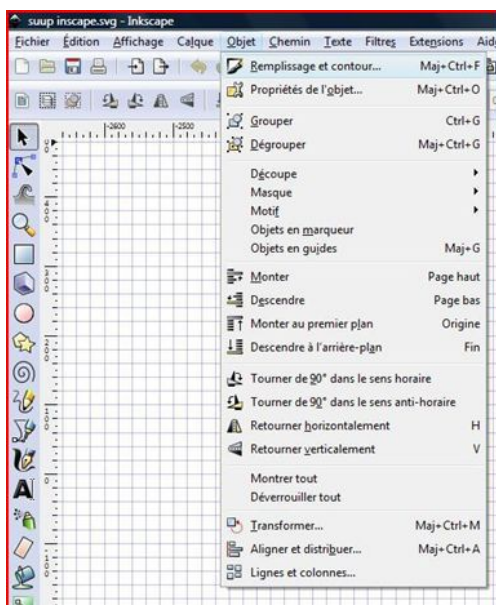 suup inscape.svg - Inkscape
Fichier Édition Affichage Calque Objet Chemin Texte Filtres Extensions Aid
Remplissage et contour... Maj+Ctrl+F
Propriétés de l'objet... Maj+Ctrl+O
Grouper Ctrl+G
Dégrouper Maj+Ctrl+G
Découpe
Masque
Motif
Objets en marqueur
Objets en guides Maj+G
Monter Page haut
Descendre Page bas
Monter au premier plan Origine
Descendre à l'arrière-plan Fin
Tourner de 90° dans le sens horaire
Tourner de 90° dans le sens anti-horaire
Retourner horizontalement H
Retourner verticalement V
Montrer tout
Déverrouiller tout
Transformer... Maj+Ctrl+M
Aligner et distribuer... Maj+Ctrl+A
Lignes et colonnes...
-2600 -2500